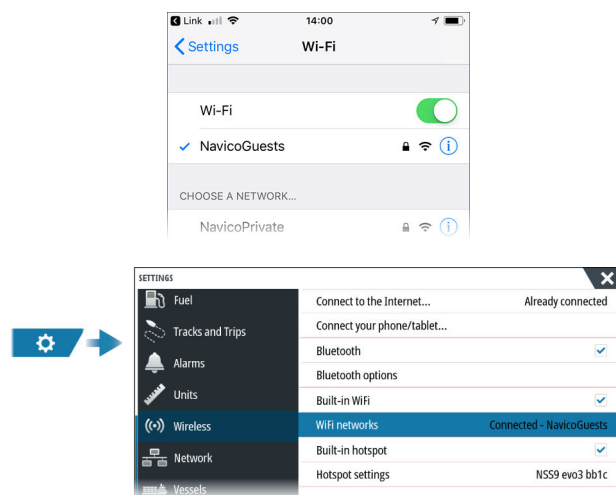 Link 14:00
Settings Wi-Fi
Wi-Fi
NavicoGuests
CHOOSE A NETWORK...
NavicoPrivate
SETTINGS
Fuel
Tracks and Trips
Alarms
Units
Wireless
Network
Vessels
Connect to the Internet... Already connected
Connect your phone/tablet...
Bluetooth
Bluetooth options
Built-in WiFi
WiFi networks Connected - NavicoGuests
Built-in hotspot
Hotspot settings NSS9 evo3 bb1c